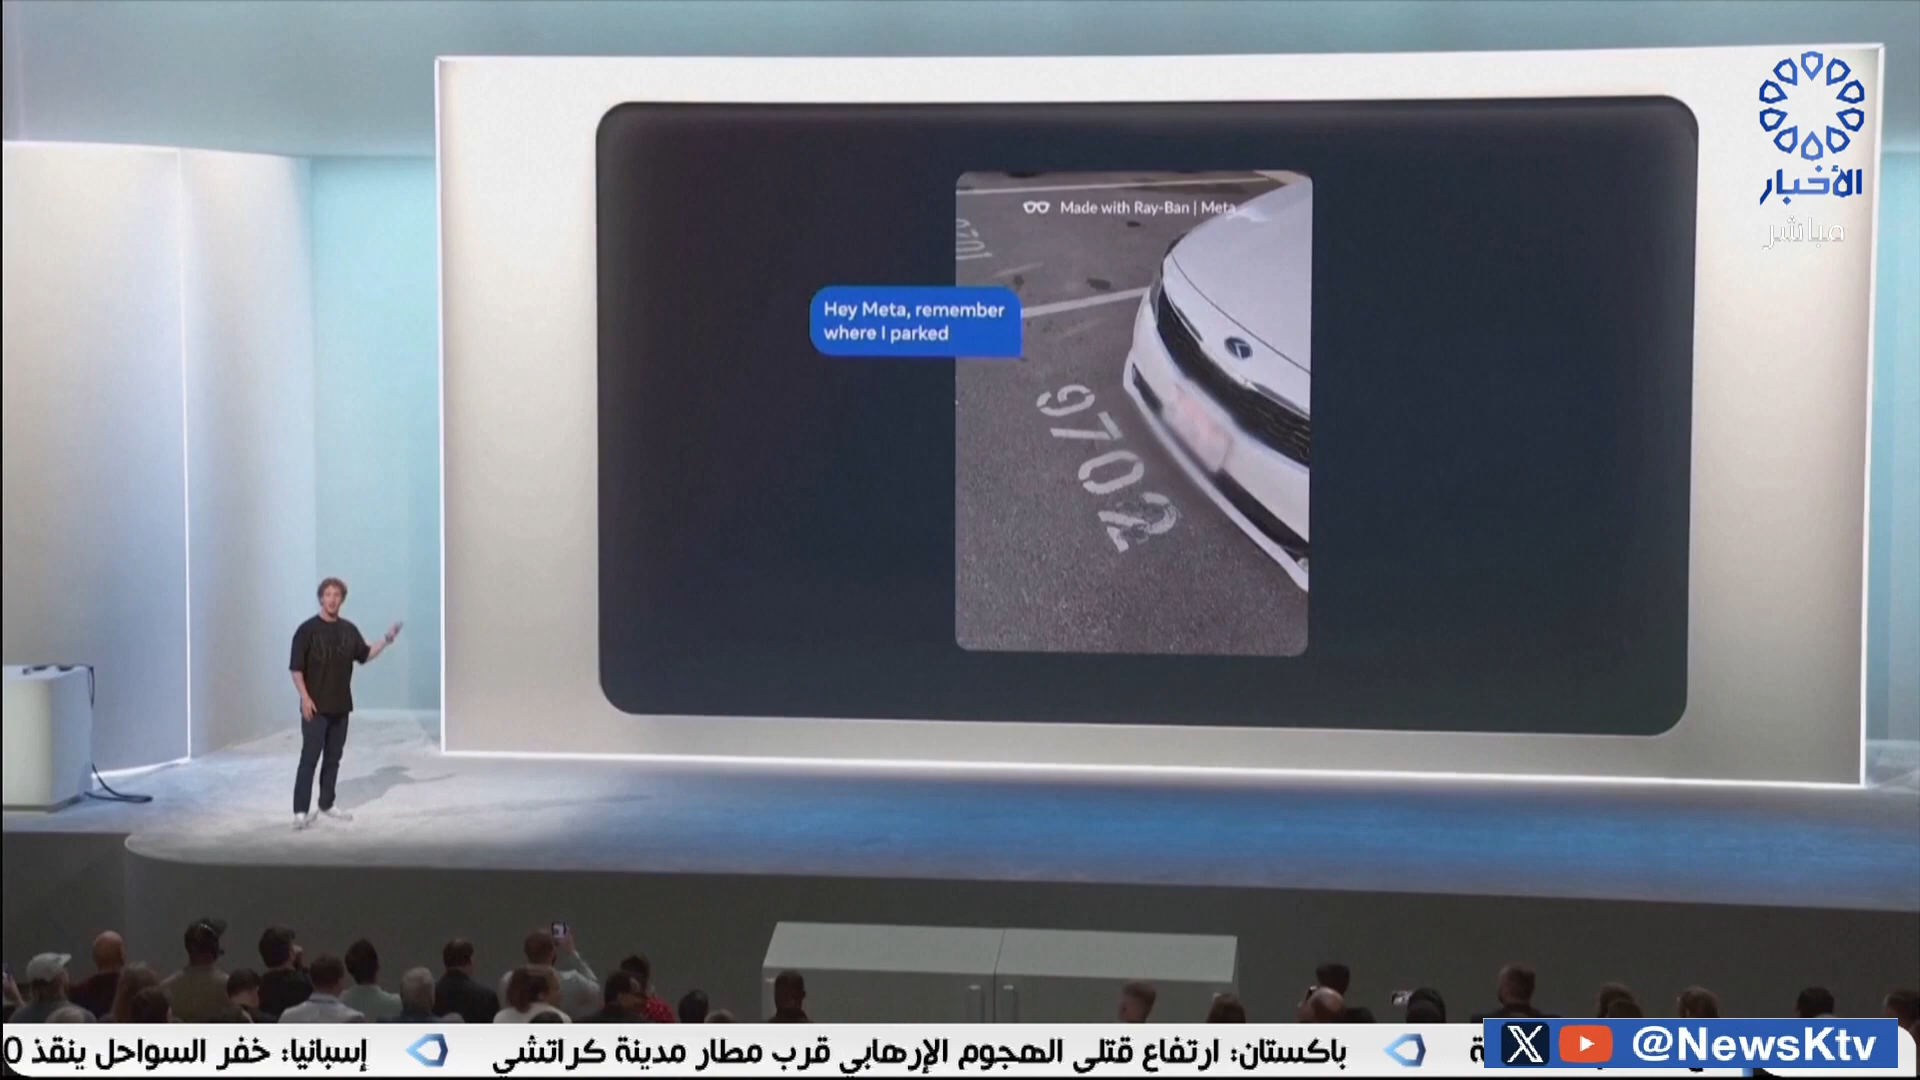 الأخبار
مباشر
Made with Ray-Ban | Meta
Hey Meta, remember
where I parked
9702
باكستان: ارتفاع قتلى الهجوم الإرهابي قرب مطار مدينة كراتشي
إسبانيا: خفر السواحل ينقذ
@NewsKtv